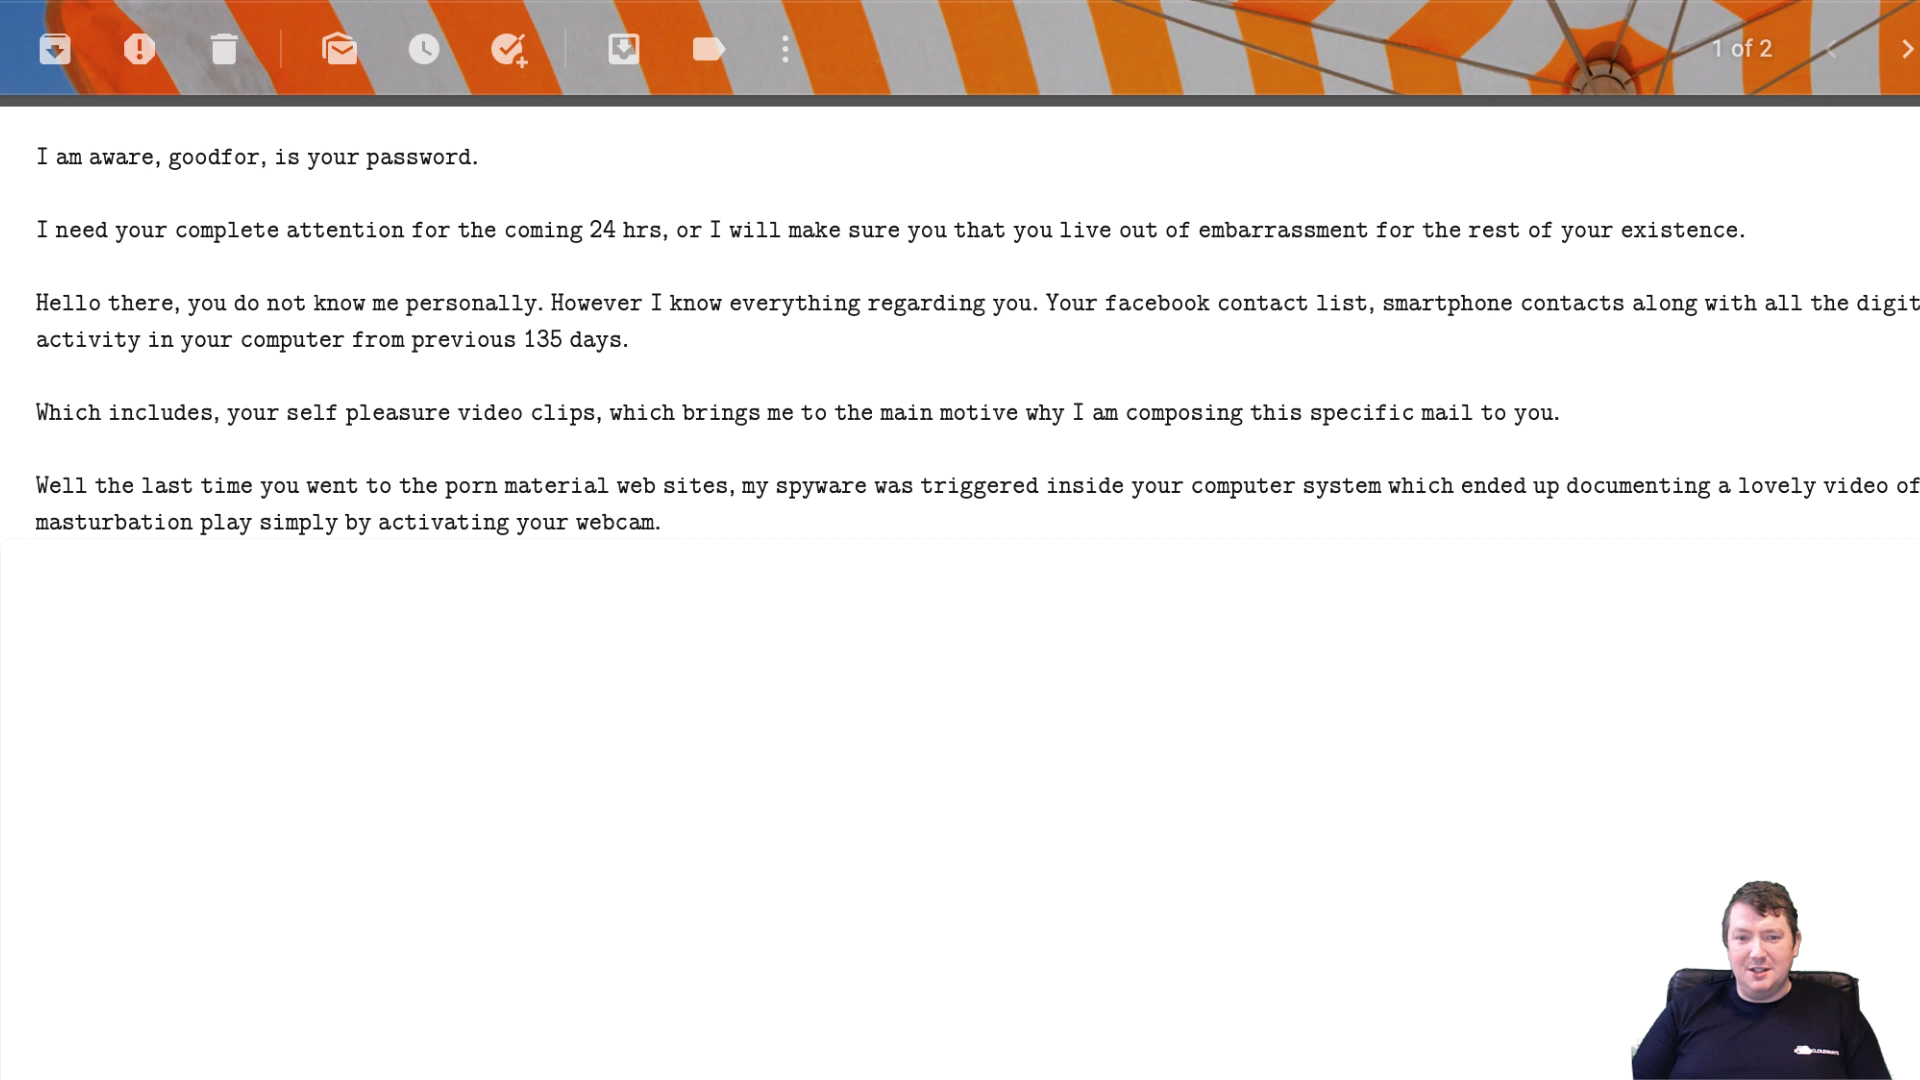 1 of 2
I am aware, goodfor, is your password.
I need your complete attention for the coming 24 hrs, or I will make sure you that you live out of embarrassment for the rest of your existence.
Hello there, you do not know me personally. However I know everything regarding you. Your facebook contact list, smartphone contacts along with all the digit
activity in your computer from previous 135 days.
Which includes, your self pleasure video clips, which brings me to the main motive why I am composing this specific mail to you.
Well the last time you went to the porn material web sites, my spyware was triggered inside your computer system which ended up documenting a lovely video of
masturbation play simply by activating your webcam.